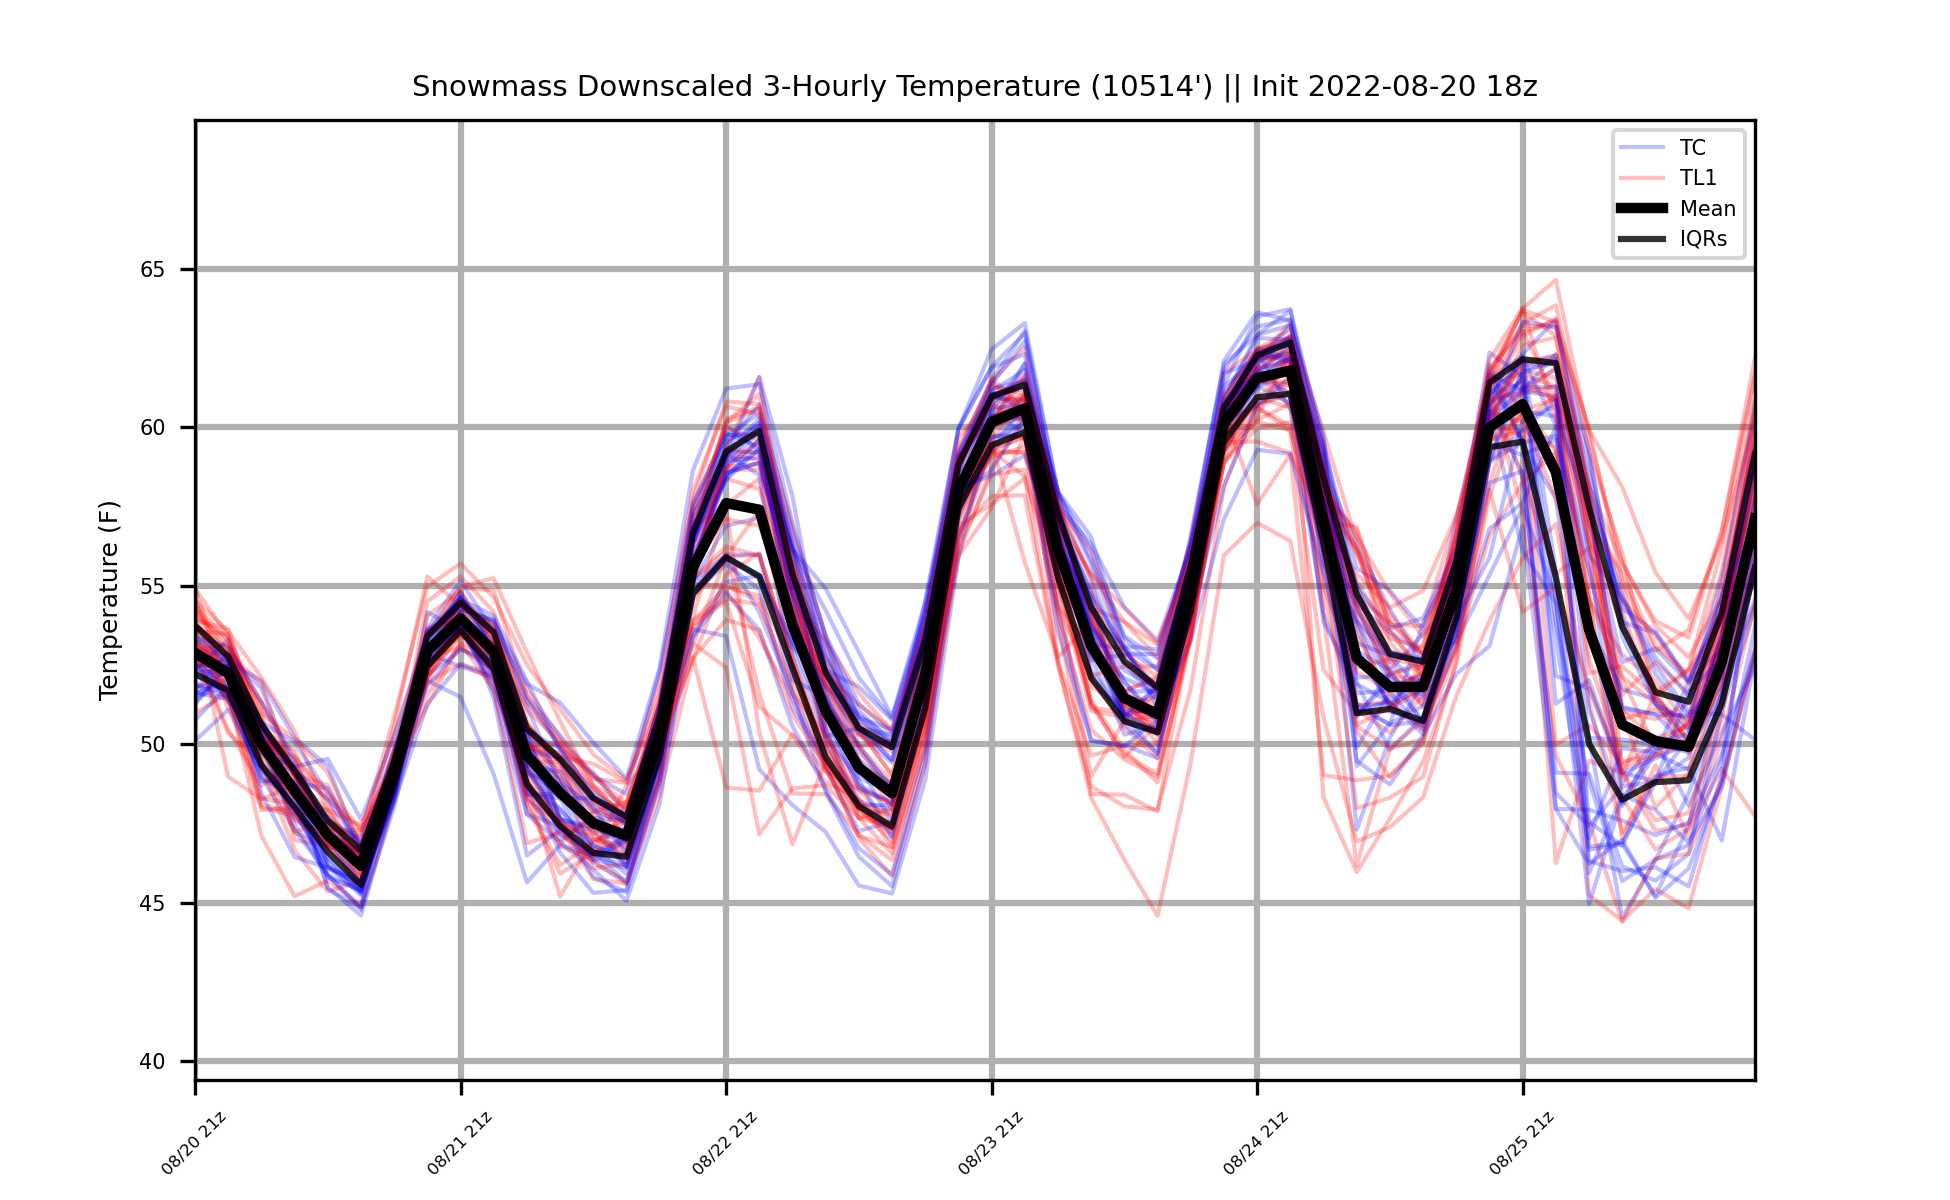 Snowmass Downscaled 3-Hourly Temperature (10514') || Init 2022-08-20 18z
TC
TL1
Mean
IQRs
Temperature (F)
65
60
55
50
45
40
08/20 21z
08/21 21z
08/22 21z
08/23 21z
08/24 21z
08/25 21z